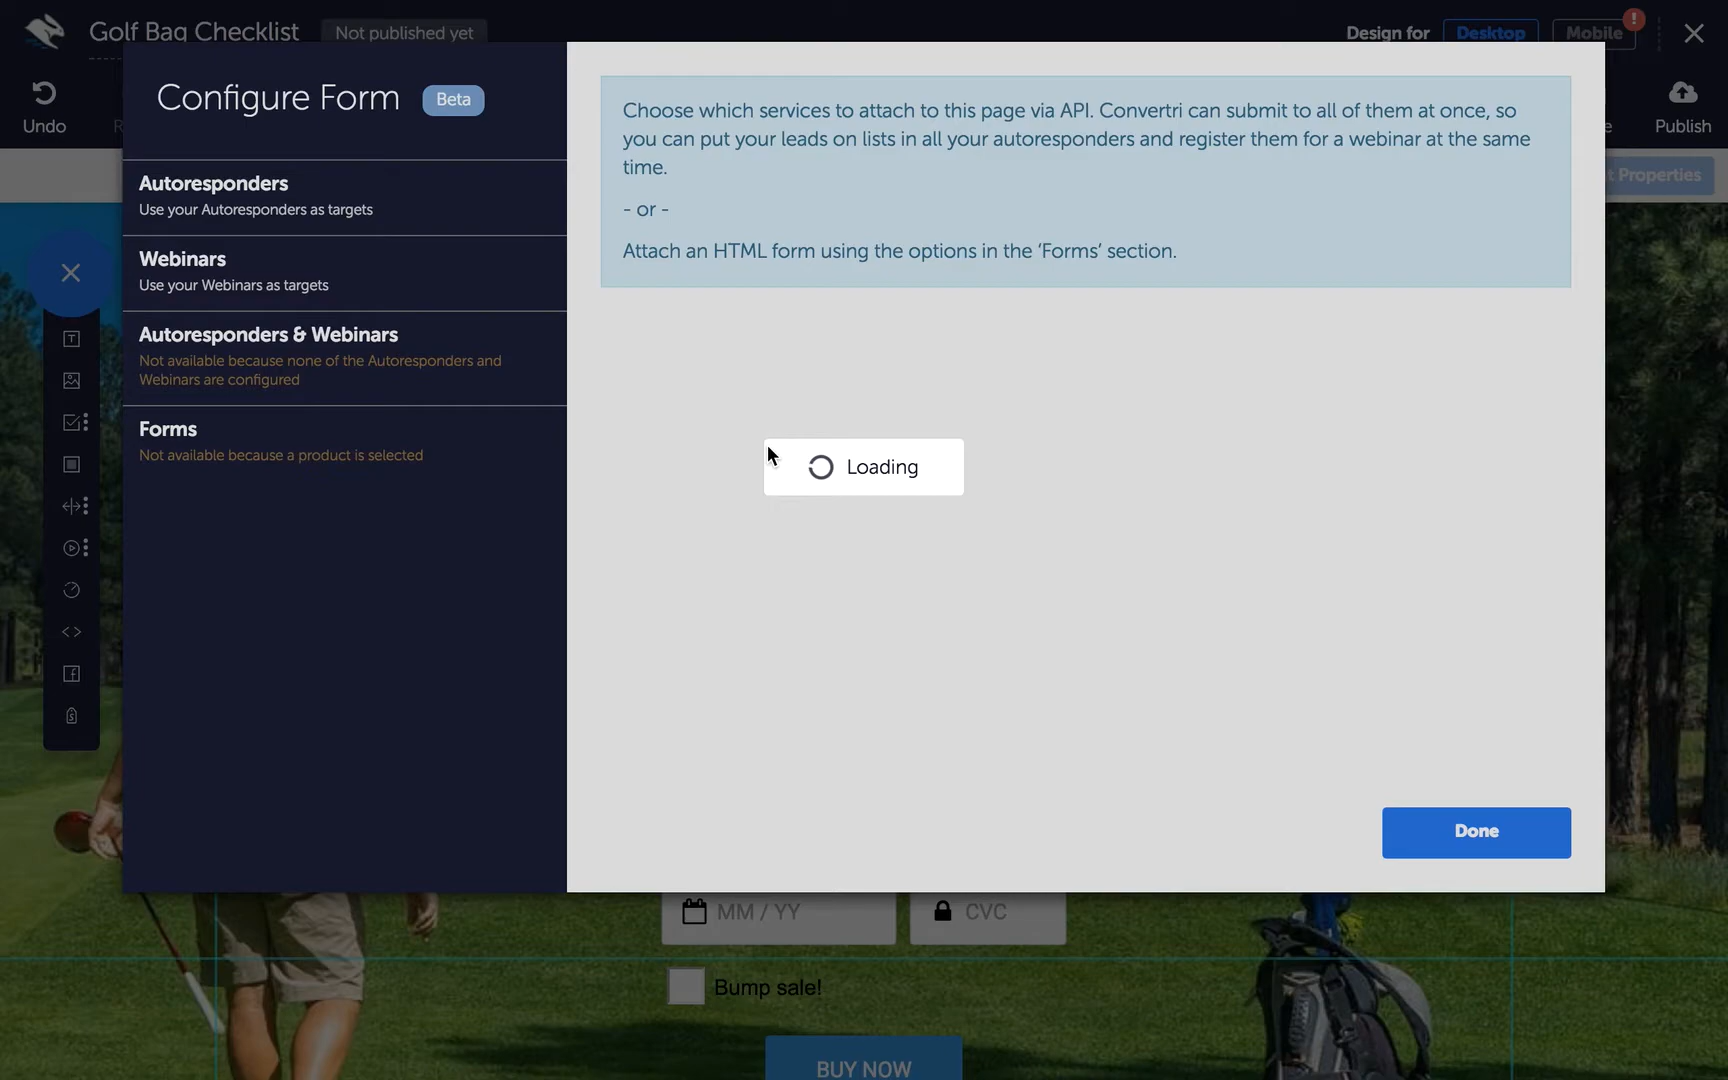 Golf Bag Checklist
Not published yet
Design for
Desktop
Mobile
!
Undo
Publish
Properties
Configure Form
Beta
Autoresponders
Use your Autoresponders as targets
Webinars
Use your Webinars as targets
Autoresponders & Webinars
Not available because none of the Autoresponders and
Webinars are configured
Forms
Not available because a product is selected
Choose which services to attach to this page via API. Convertri can submit to all of them at once, so
you can put your leads on lists in all your autoresponders and register them for a webinar at the same
time.
- or -
Attach an HTML form using the options in the ‘Forms’ section.
Loading
Done
MM / YY
CVC
Bump sale!
BUY NOW